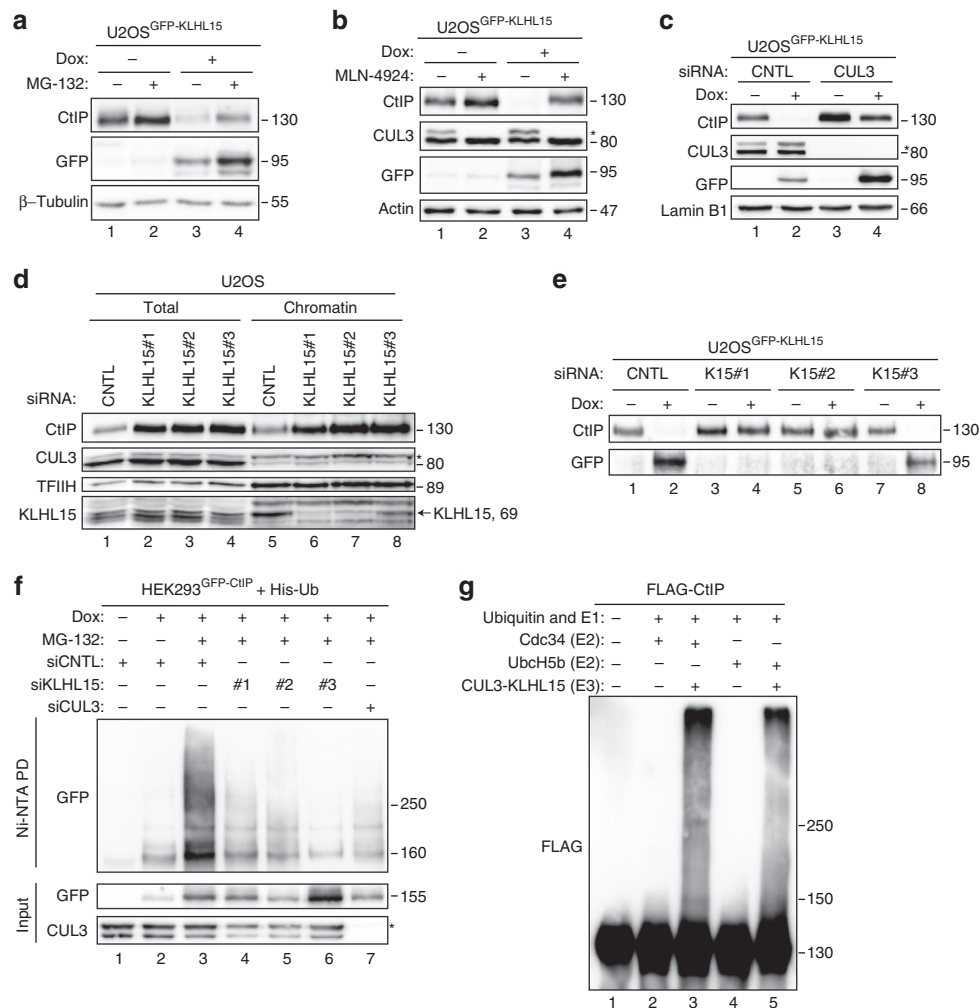 a
U2OS^GFP-KLHL15
Dox: – +
MG-132: – + – +
CtIP -130
GFP -95
β–Tubulin -55
1 2 3 4
b
U2OS^GFP-KLHL15
Dox: – +
MLN-4924: – + – +
CtIP -130
CUL3 * -80
GFP -95
Actin -47
1 2 3 4
c
U2OS^GFP-KLHL15
siRNA: CNTL CUL3
Dox: – + – +
CtIP -130
CUL3 * -80
GFP -95
Lamin B1 -66
1 2 3 4
d
U2OS
Total Chromatin
siRNA: CNTL KLHL15#1 KLHL15#2 KLHL15#3 CNTL KLHL15#1 KLHL15#2 KLHL15#3
CtIP -130
CUL3 * -80
TFIIH -89
KLHL15 ←KLHL15, 69
1 2 3 4 5 6 7 8
e
U2OS^GFP-KLHL15
siRNA: CNTL K15#1 K15#2 K15#3
Dox: – + – + – + – +
CtIP -130
GFP -95
1 2 3 4 5 6 7 8
f
HEK293^GFP-CtIP + His-Ub
Dox: – + + + + + +
MG-132: – – + + + + +
siCNTL: + + + – – – –
siKLHL15: – – – #1 #2 #3 –
siCUL3: – – – – – – +
Ni-NTA PD
GFP
-250
-160
Input
GFP -155
CUL3 *
1 2 3 4 5 6 7
g
FLAG-CtIP
Ubiquitin and E1: – + + + +
Cdc34 (E2): – + + – –
UbcH5b (E2): – – – + +
CUL3-KLHL15 (E3): – – + – +
FLAG
-250
-150
-130
1 2 3 4 5